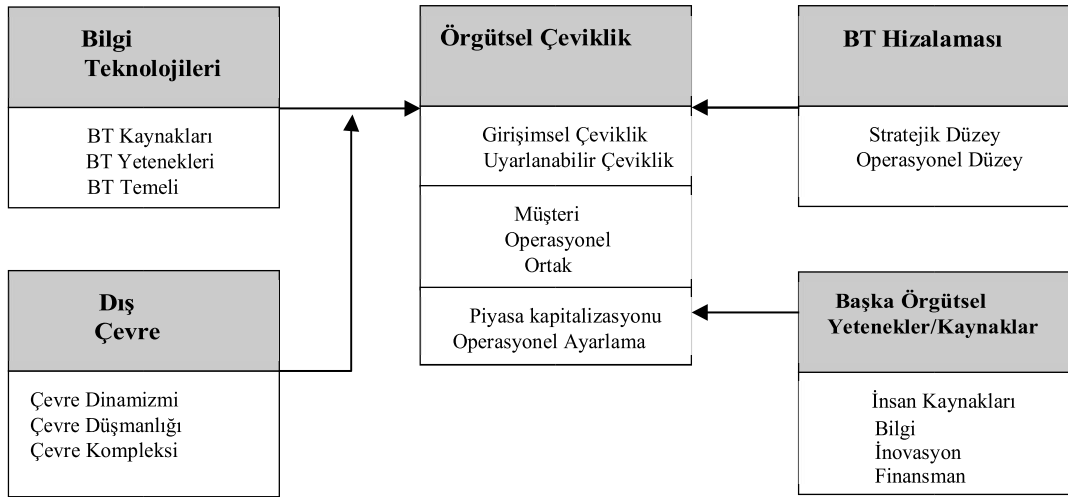 Bilgi
Teknolojileri
BT Kaynakları
BT Yetenekleri
BT Temeli
Dış
Çevre
Çevre Dinamizmi
Çevre Düşmanlığı
Çevre Kompleksi
Örgütsel Çeviklik
Girişimsel Çeviklik
Uyarlanabilir Çeviklik
Müşteri
Operasyonel
Ortak
Piyasa kapitalizasyonu
Operasyonel Ayarlama
BT Hizalaması
Stratejik Düzey
Operasyonel Düzey
Başka Örgütsel
Yetenekler/Kaynaklar
İnsan Kaynakları
Bilgi
İnovasyon
Finansman